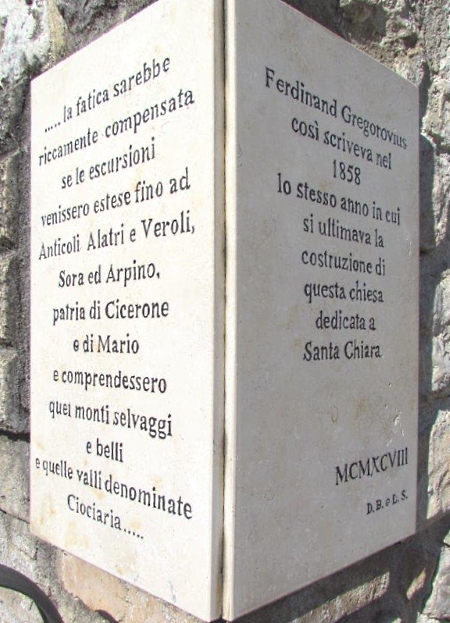 .....la fatica sarebbe
riccamente compensata
se le escursioni
venissero estese fino ad
Anticoli Alatri e Veroli,
Sora ed Arpino,
patria di Cicerone
e di Mario
e comprendessero
quei monti selvaggi
e belli
e quelle valli denominate
Ciociaria.....
Ferdinand Gregorovius
così scriveva nel
1858
lo stesso anno in cui
si ultimava la
costruzione di
questa chiesa
dedicata a
Santa Chiara
MCMXCVIII
D.B. e L.S.